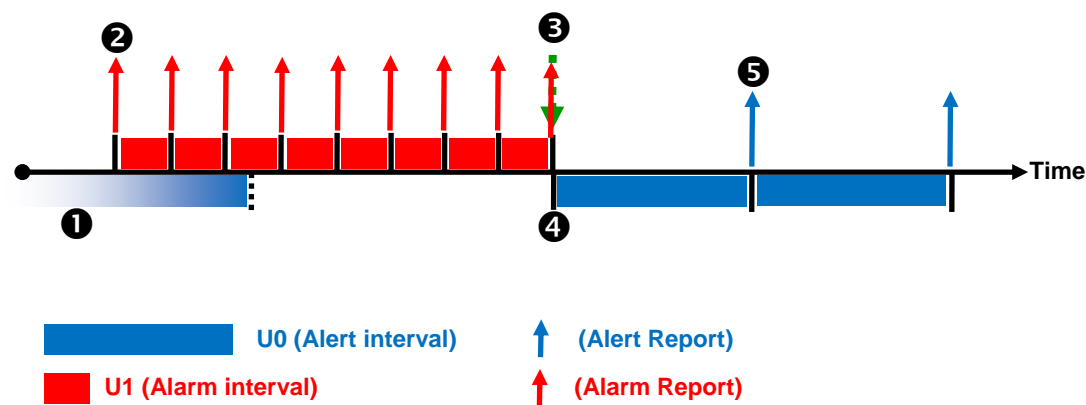 ❷
❸
❺
Time
❶
❹
U0 (Alert interval)
(Alert Report)
U1 (Alarm interval)
(Alarm Report)